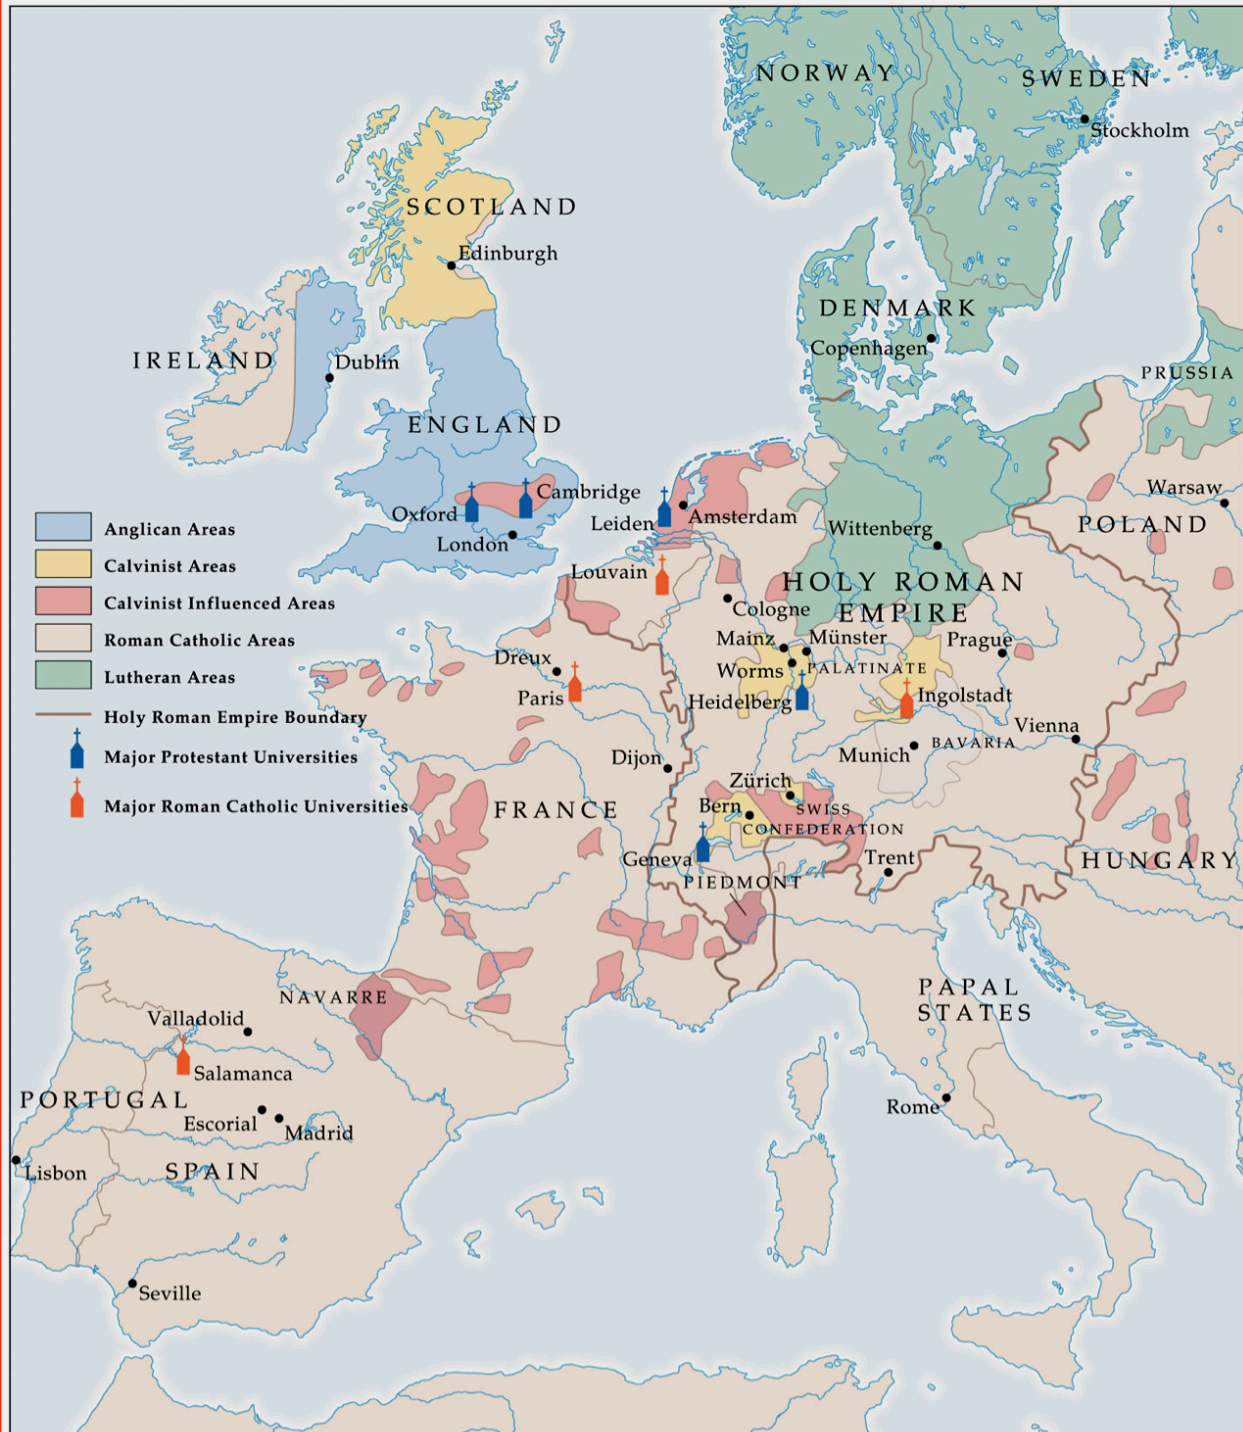 NORWAY
SWEDEN
Stockholm
SCOTLAND
Edinburgh
DENMARK
Copenhagen
IRELAND
Dublin
PRUSSIA
ENGLAND
Cambridge
Oxford
London
Leiden
Amsterdam
Warsaw
POLAND
Wittenberg
Louvain
HOLY ROMAN
EMPIRE
Cologne
Mainz
Münster
Prague
Worms
PALATINATE
Dreux
Paris
Heidelberg
Ingolstadt
Vienna
Munich
BAVARIA
Dijon
Zürich
Bern
SWISS
CONFEDERATION
FRANCE
Geneva
Trent
HUNGARY
PIEDMONT
Anglican Areas
Calvinist Areas
Calvinist Influenced Areas
Roman Catholic Areas
Lutheran Areas
Holy Roman Empire Boundary
Major Protestant Universities
Major Roman Catholic Universities
NAVARRE
PAPAL
STATES
Valladolid
Salamanca
PORTUGAL
Escorial
Madrid
Rome
Lisbon
SPAIN
Seville